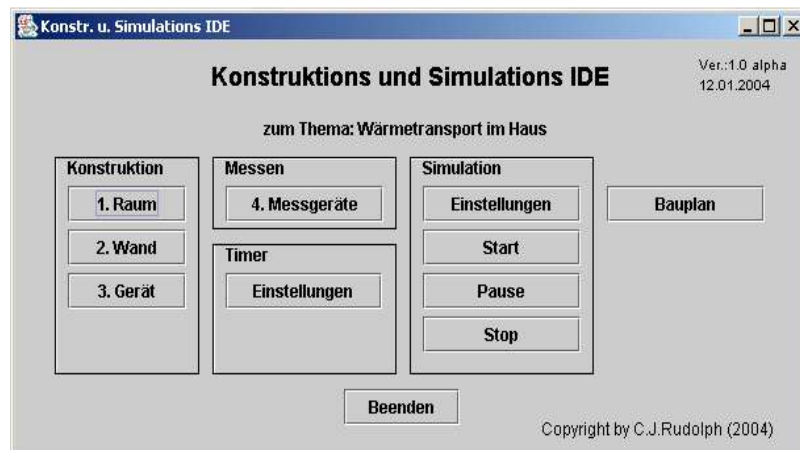 Konstr. u. Simulations IDE
Konstruktions und Simulations IDE
Ver.:1.0 alpha
12.01.2004
zum Thema: Wärmetransport im Haus
Konstruktion
1. Raum
2. Wand
3. Gerät
Messen
4. Messgeräte
Timer
Einstellungen
Simulation
Einstellungen
Start
Pause
Stop
Bauplan
Beenden
Copyright by C.J.Rudolph (2004)